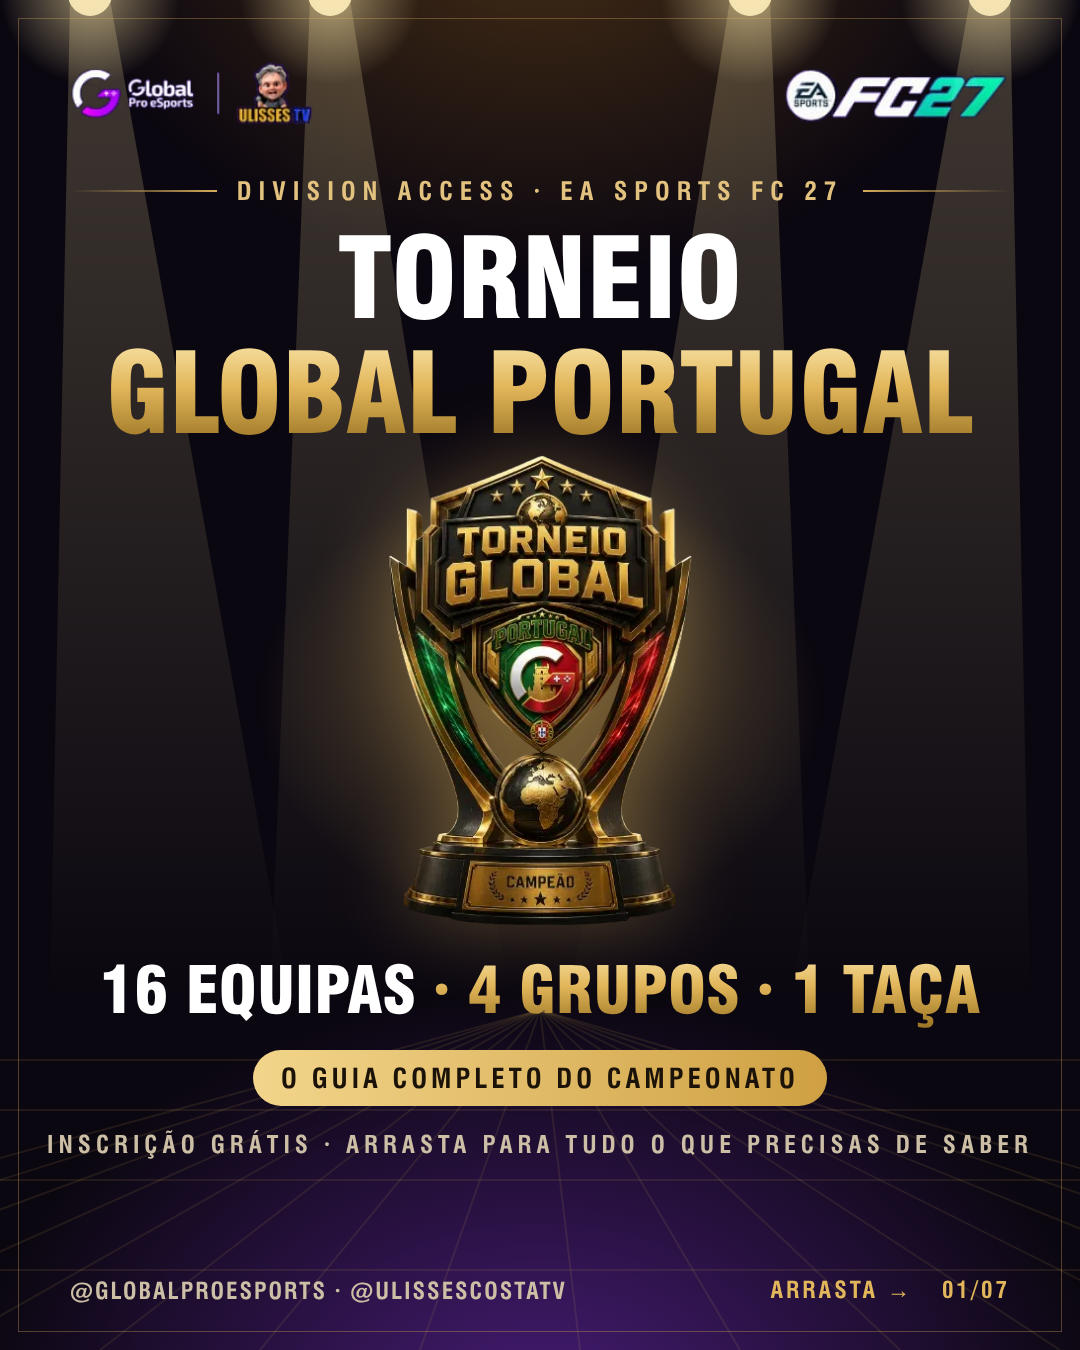 Global
Pro eSports
ULISSES TV
EA
SPORTS
FC27
DIVISION ACCESS · EA SPORTS FC 27
TORNEIO
GLOBAL PORTUGAL
TORNEIO
GLOBAL
PORTUGAL
CAMPEÃO
16 EQUIPAS · 4 GRUPOS · 1 TAÇA
O GUIA COMPLETO DO CAMPEONATO
INSCRIÇÃO GRÁTIS · ARRASTA PARA TUDO O QUE PRECISAS DE SABER
@GLOBALPROESPORTS · @ULISSESCOSTATV
ARRASTA → 01/07